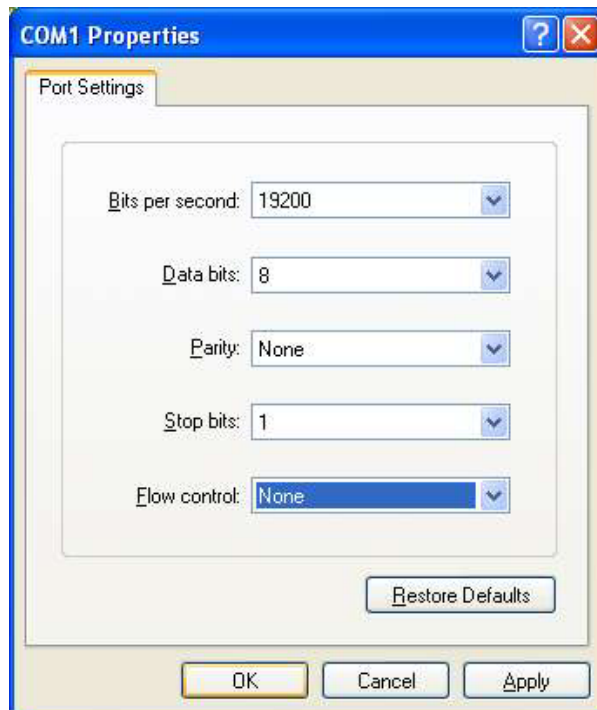 COM1 Properties
Port Settings
Bits per second: 19200
Data bits: 8
Parity: None
Stop bits: 1
Flow control: None
Restore Defaults
OK Cancel Apply